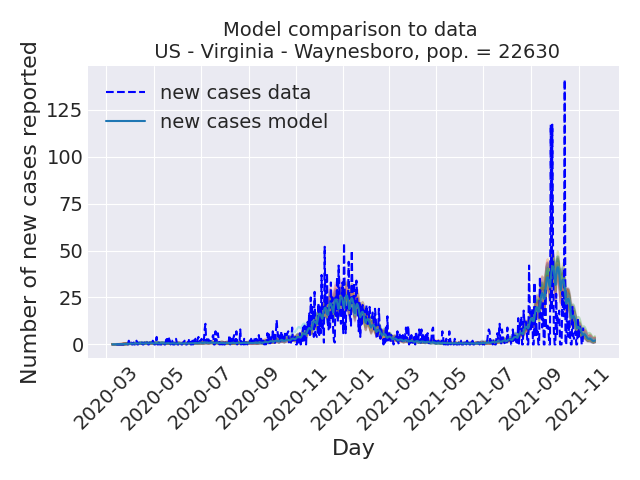 Model comparison to data
US - Virginia - Waynesboro, pop. = 22630
Number of new cases reported
125
100
75
50
25
0
new cases data
new cases model
2020-03
2020-05
2020-07
2020-09
2020-11
2021-01
2021-03
2021-05
2021-07
2021-09
2021-11
Day